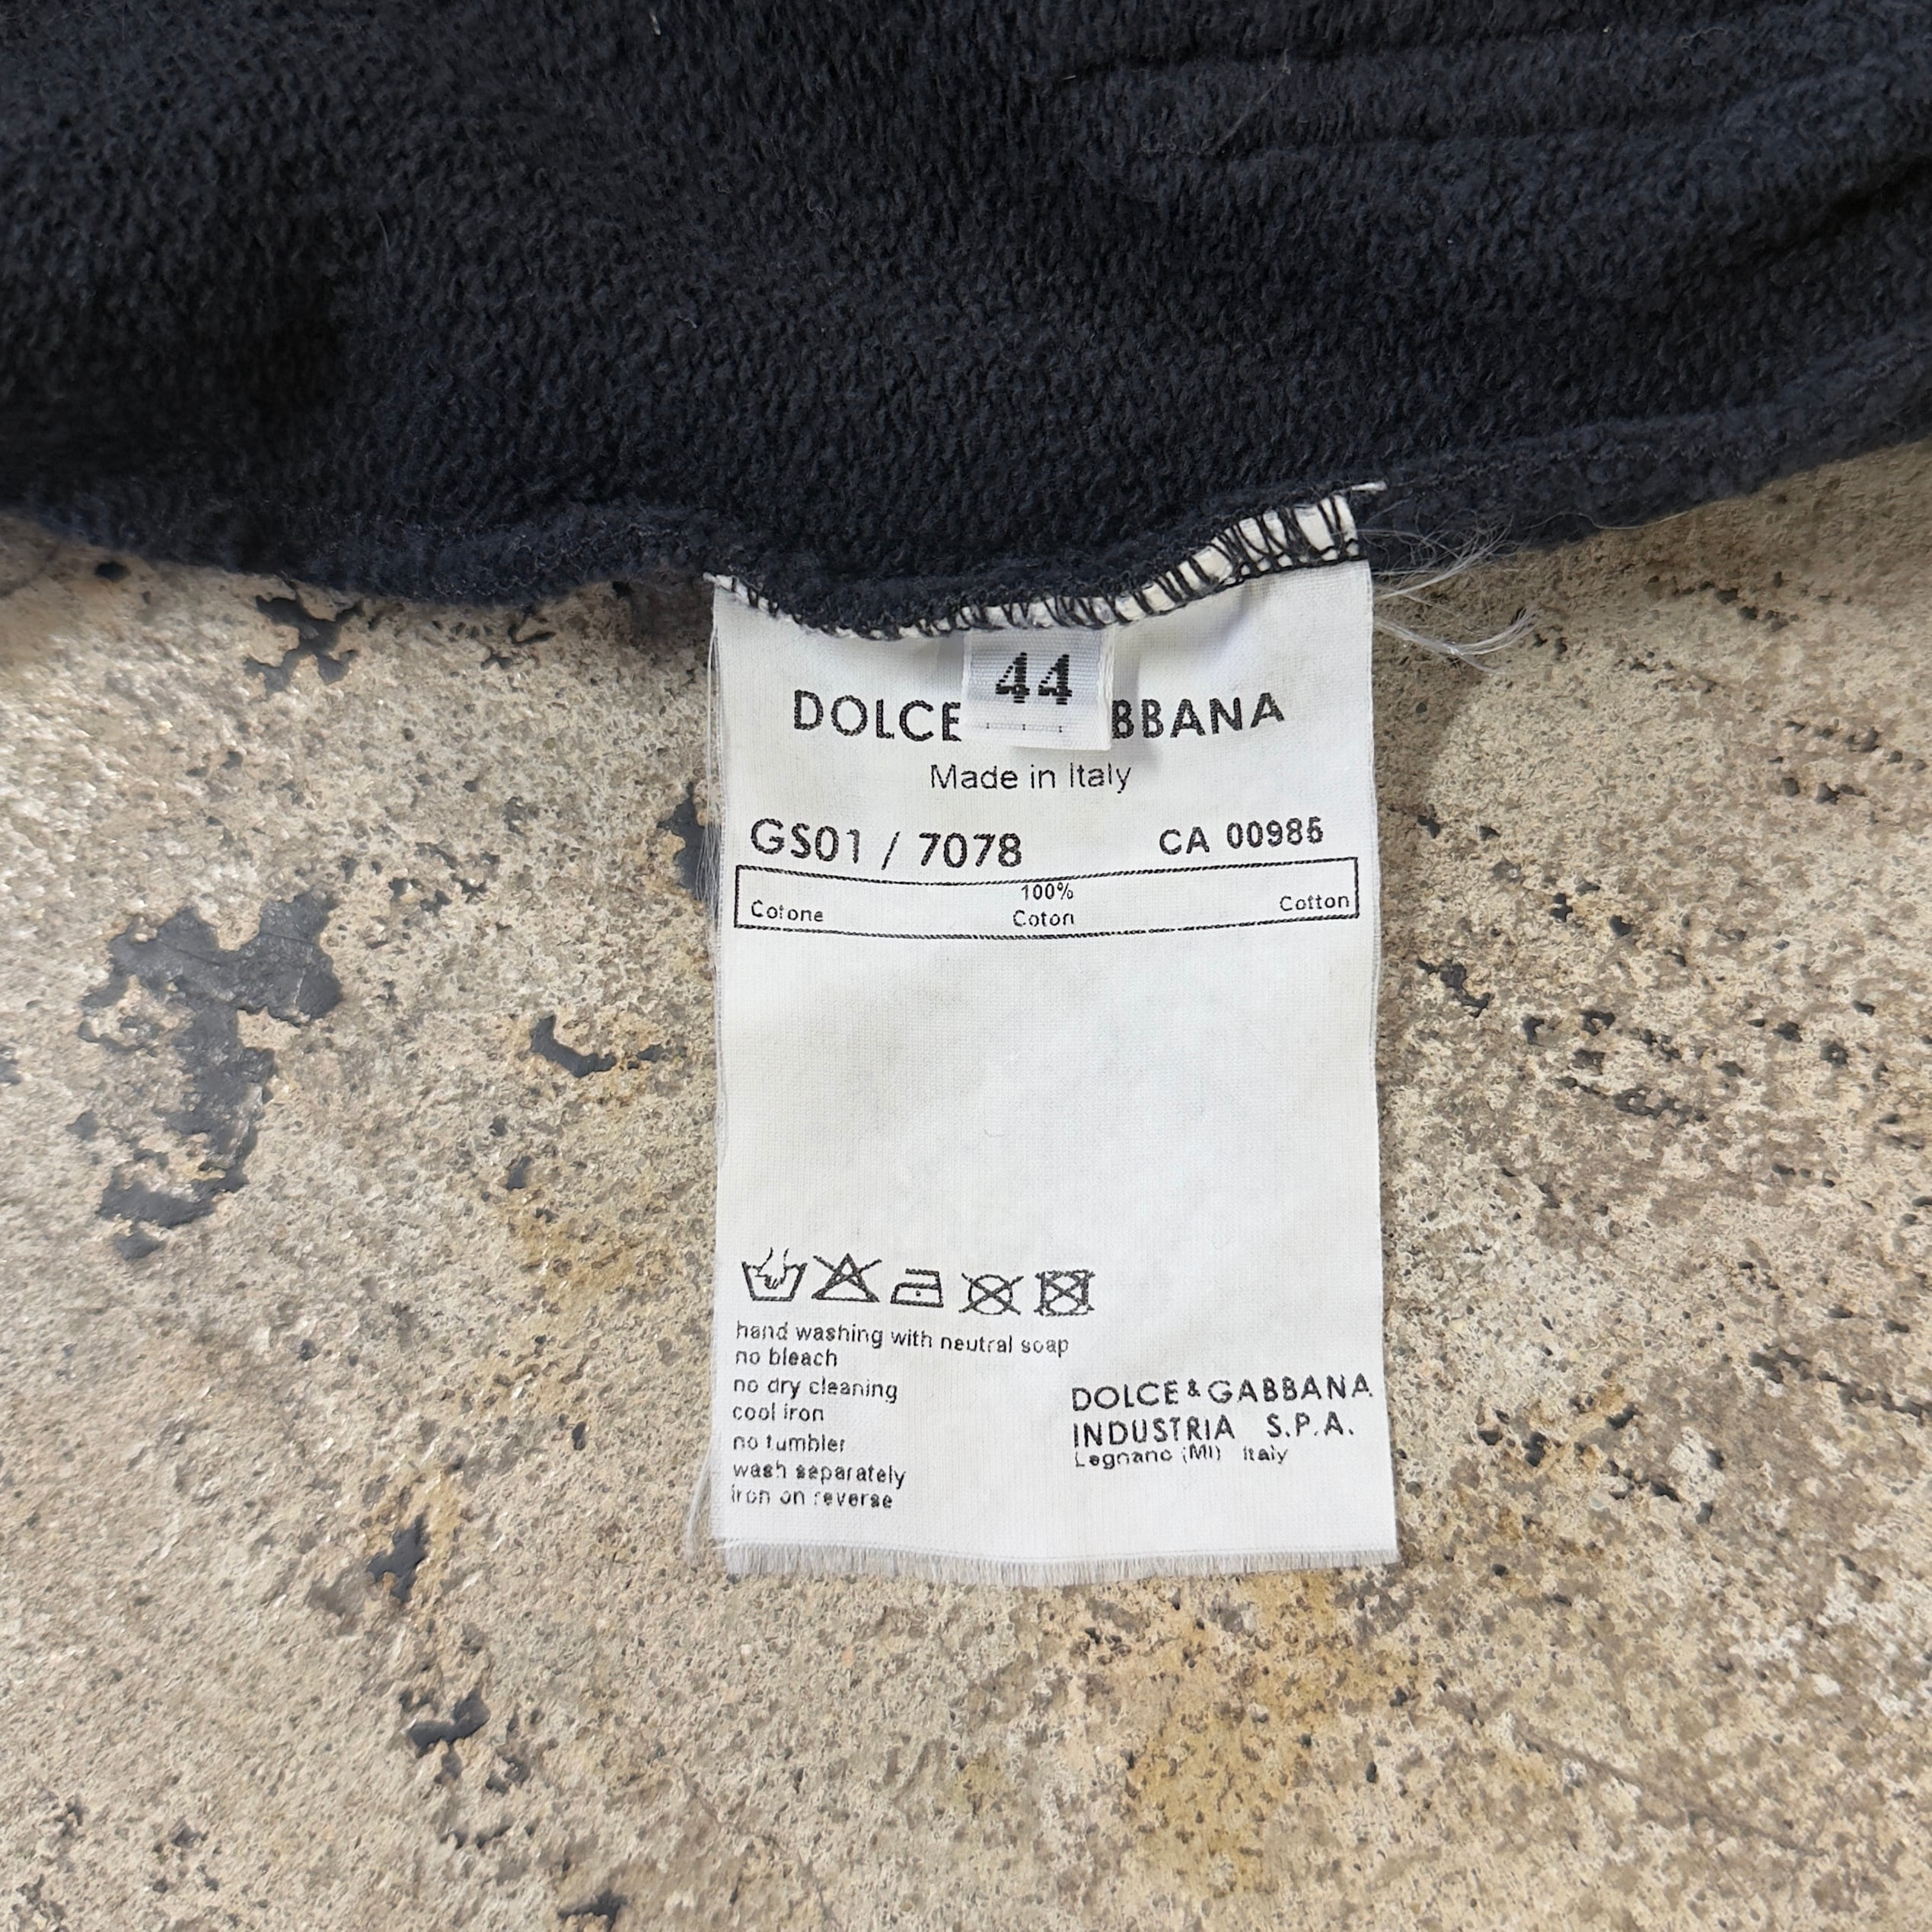 44
DOLCE BBANA
Made in Italy
GS01 / 7078 CA 00986
100%
Cotone Coton Cotton
hand washing with neutral soap
no bleach
no dry cleaning
cool iron
no tumbler
wash separately
iron on reverse
DOLCE & GABBANA
INDUSTRIA S.P.A.
Legnano (MI) Italy